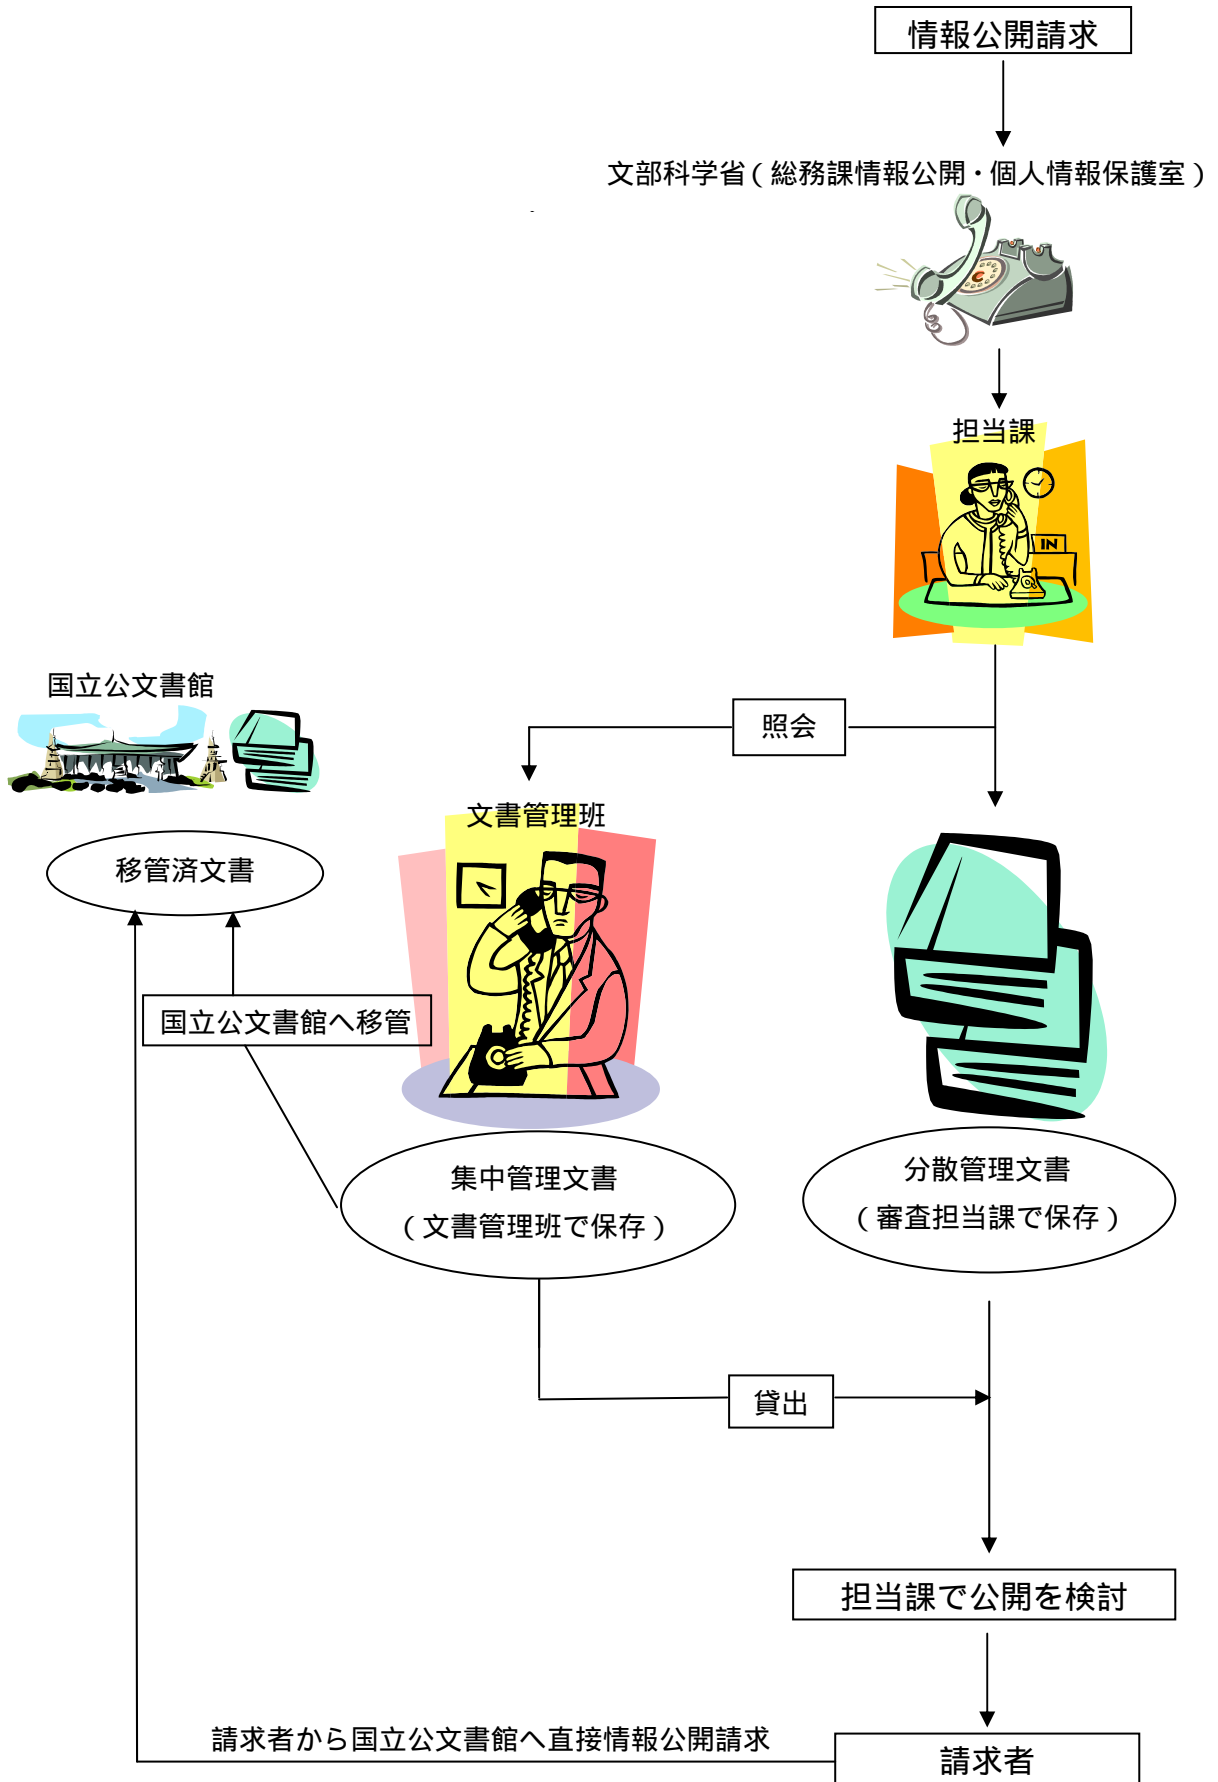 情報公開請求
文部科学省（総務課情報公開・個人情報保護室）
担当課
IN
国立公文書館
照会
文書管理班
移管済文書
国立公文書館へ移管
集中管理文書
（文書管理班で保存）
分散管理文書
（審査担当課で保存）
貸出
担当課で公開を検討
請求者から国立公文書館へ直接情報公開請求
請求者